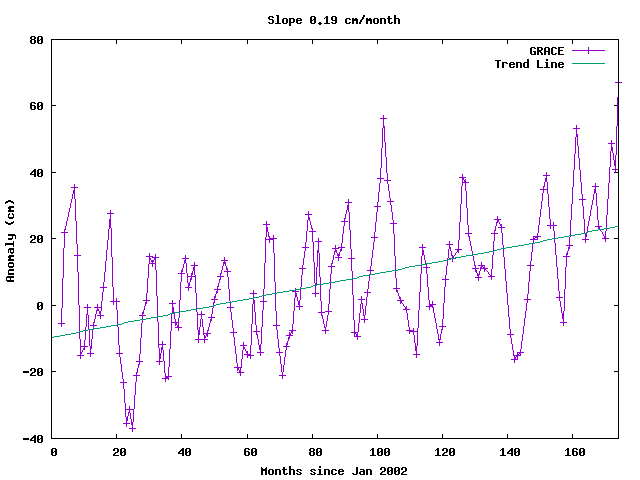 Slope 0.19 cm/month
80
60
40
20
0
-20
-40
Anomaly (cm)
GRACE
Trend Line
0 20 40 60 80 100 120 140 160
Months since Jan 2002